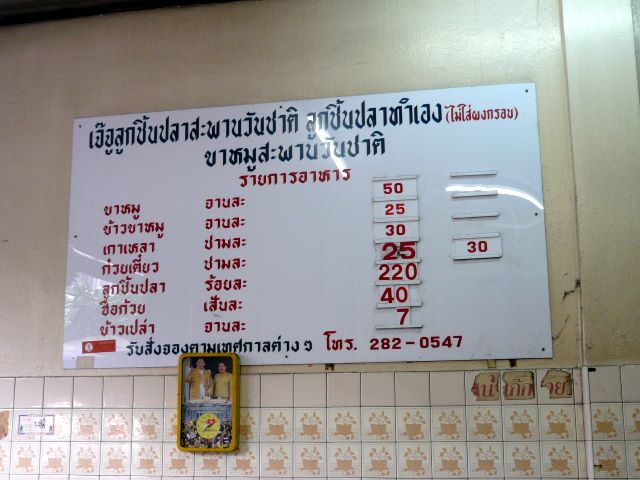 เจ๊จูลูกชิ้นปลาสะพานวันชาติ ลูกชิ้นปลาทำเอง (ไม่ใส่ผงกรอบ)
ขาหมูสะพานวันชาติ
รายการอาหาร
ขาหมู จานละ 50
ข้าวขาหมู จานละ 25
เกาเหลา ชามละ 30
ก๋วยเตี๋ยว ชามละ 25 30
ลูกชิ้นปลา ร้อยละ 220
ฮื่อก้วย เส้นละ 40
ข้าวเปล่า จานละ 7
รับสั่งจองตามเทศกาลต่าง ๆ โทร. 282-0547